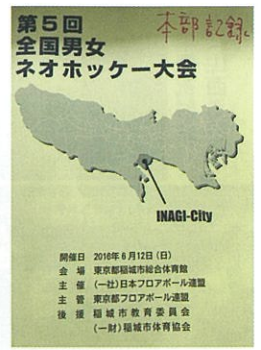 第5回
本部記録
全国男女
ネオホッケー大会
INAGI-City
開催日 2016年6月12日(日)
会場 東京都稲城市総合体育館
主催 (一社)日本フロアボール連盟
主管 東京都フロアボール連盟
後援 稲城市教育委員会
(一財)稲城市体育協会